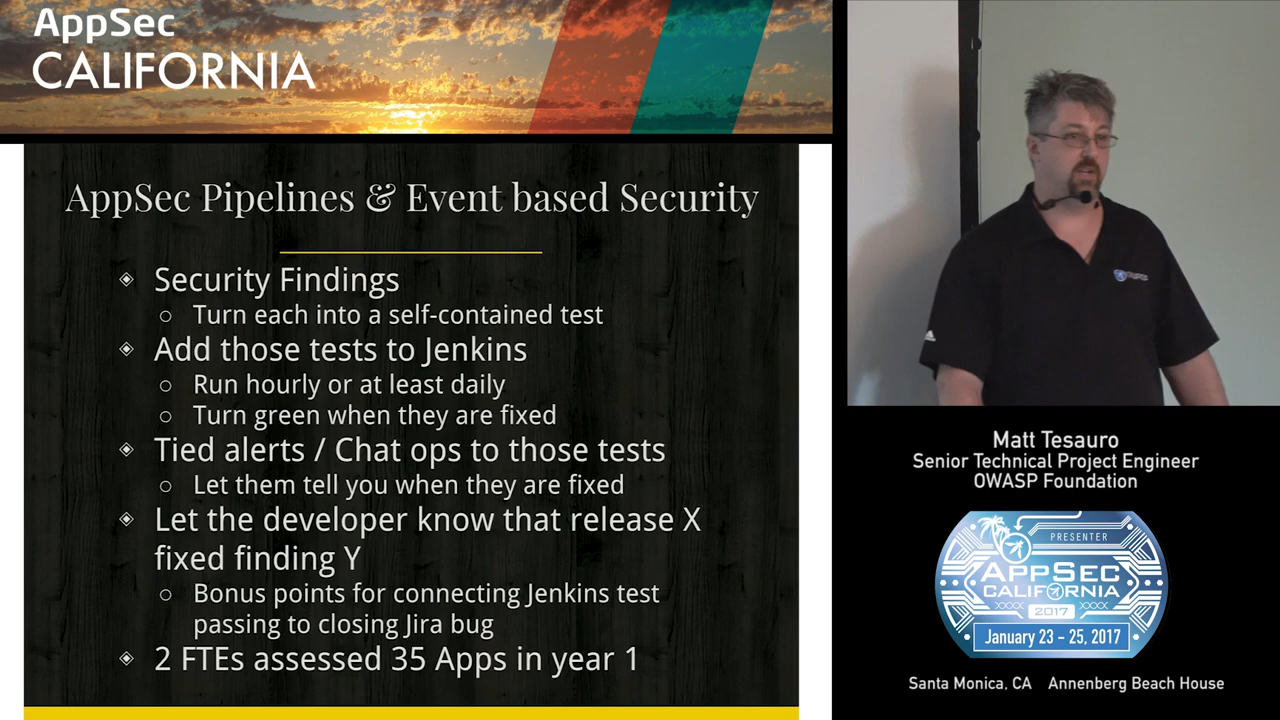 AppSec
CALIFORNIA
AppSec Pipelines & Event based Security
Security Findings
Turn each into a self-contained test
Add those tests to Jenkins
Run hourly or at least daily
Turn green when they are fixed
Tied alerts / Chat ops to those tests
Let them tell you when they are fixed
Let the developer know that release X
fixed finding Y
Bonus points for connecting Jenkins test
passing to closing Jira bug
2 FTEs assessed 35 Apps in year 1
Matt Tesauro
Senior Technical Project Engineer
OWASP Foundation
PRESENTER
APPSEC
CALIFORNIA
XXXX 2017 XXXX
January 23 - 25, 2017
Santa Monica, CA Annenberg Beach House